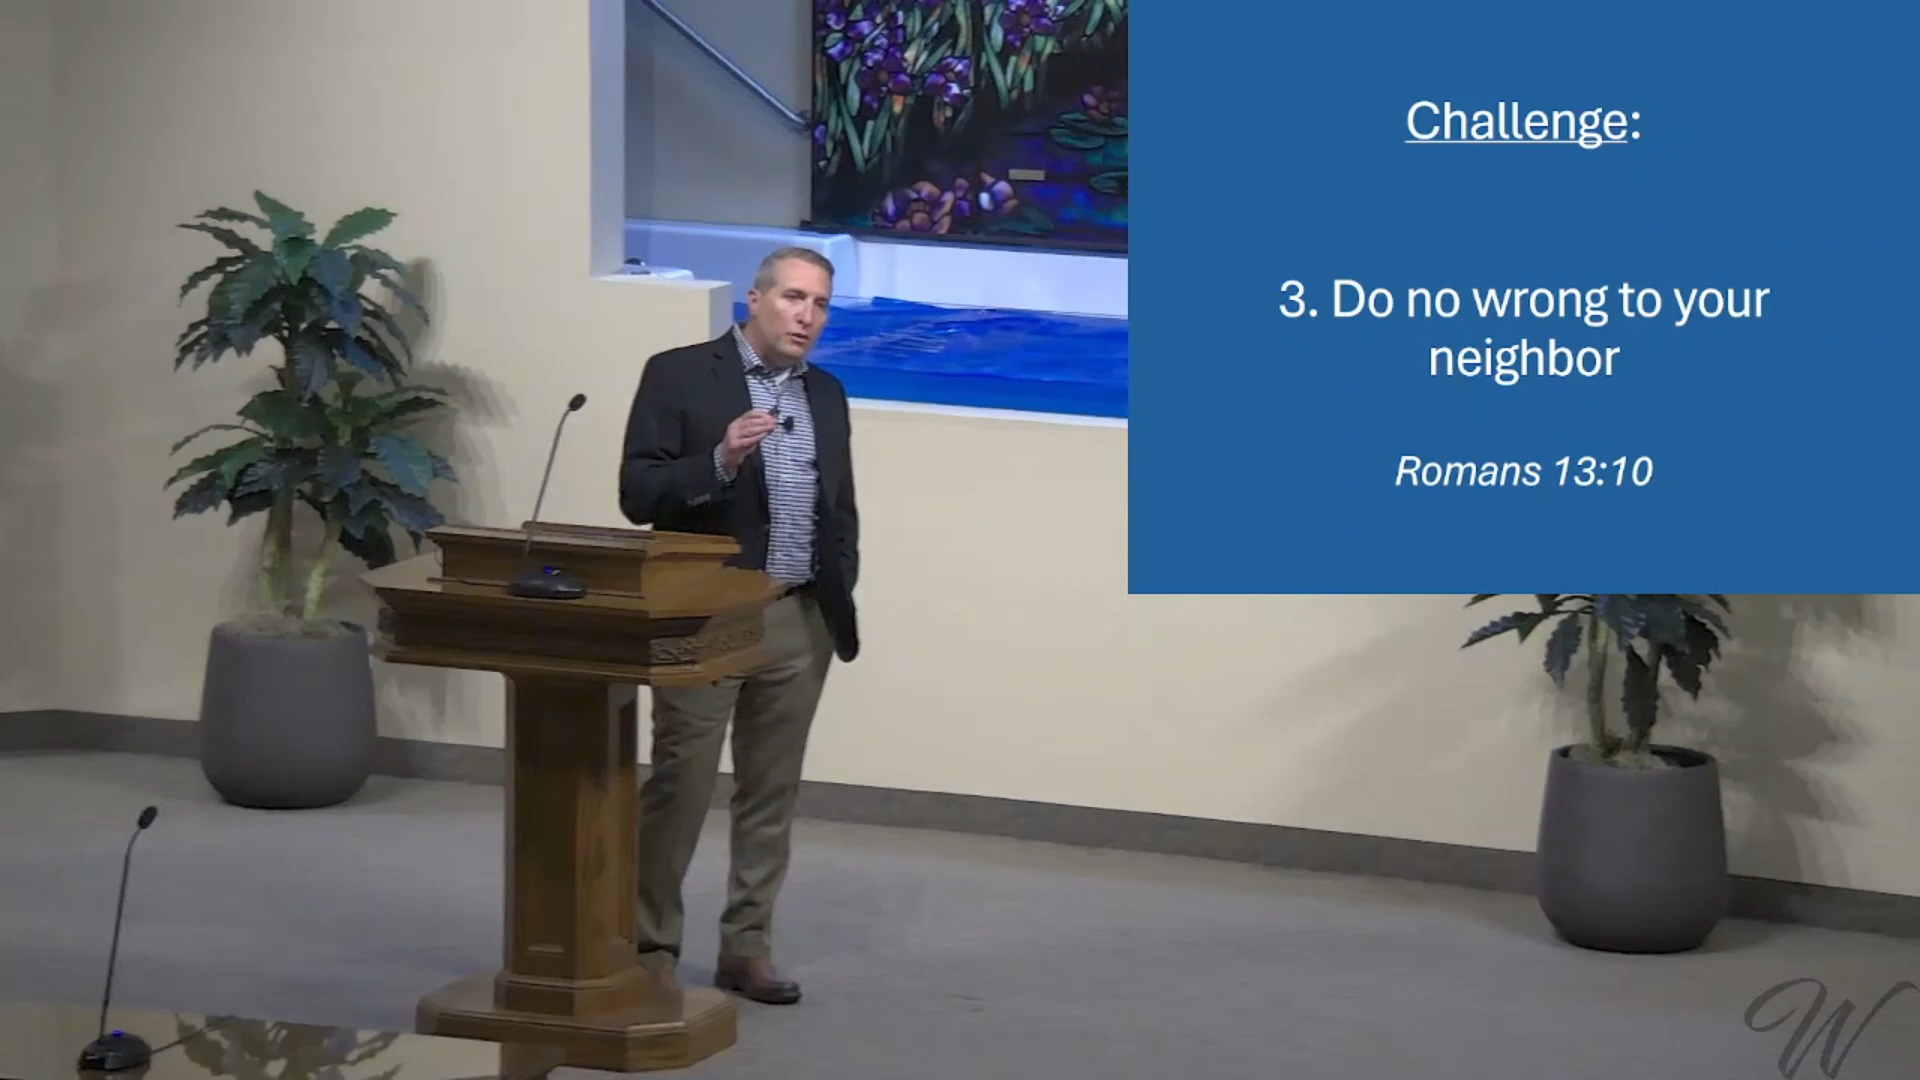 Challenge:
3. Do no wrong to your
neighbor
Romans 13:10
W